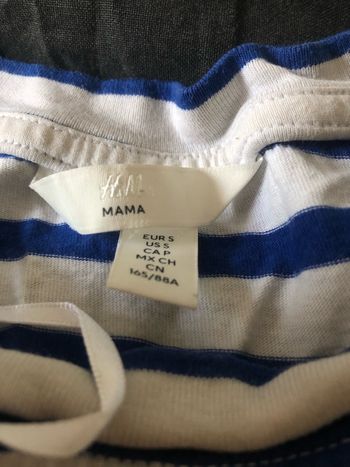 H&M
MAMA
EUR S
US S
CA P
MX CH
CN
165/88A